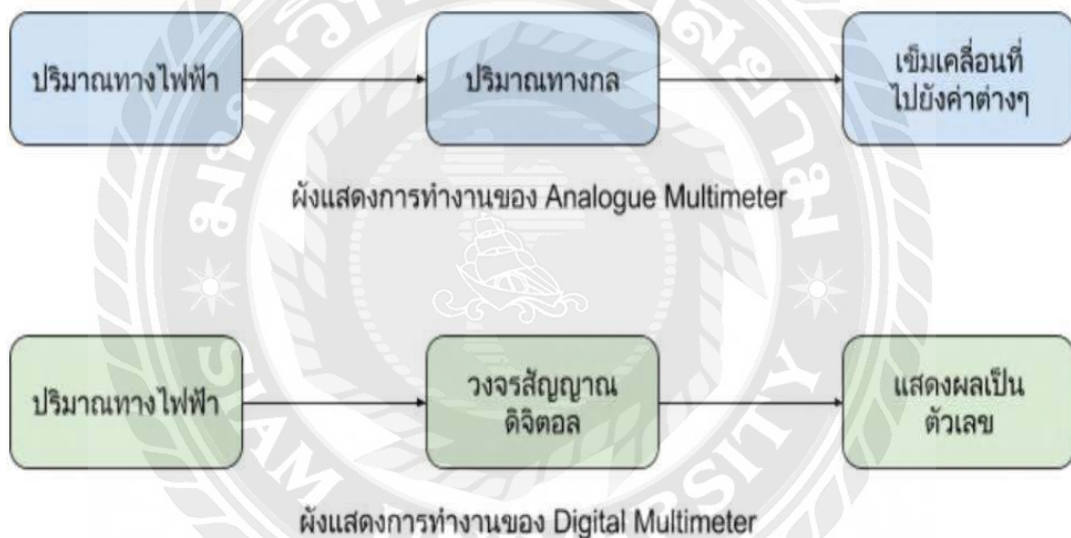 ปริมาณทางไฟฟ้า
ปริมาณทางกล
เข็มเคลื่อนที่
ไปยังค่าต่างๆ
ผังแสดงการทำงานของ Analogue Multimeter
ปริมาณทางไฟฟ้า
วงจรสัญญาณ
ดิจิตอล
แสดงผลเป็น
ตัวเลข
ผังแสดงการทำงานของ Digital Multimeter